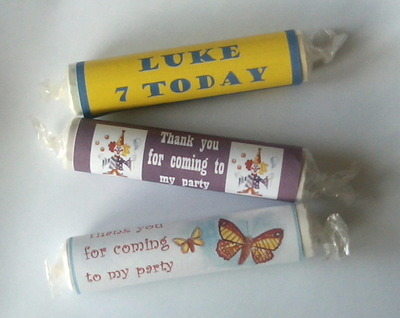 LUKE
7 TODAY
Thank you
for coming to
my party
Thank you
for coming
to my party